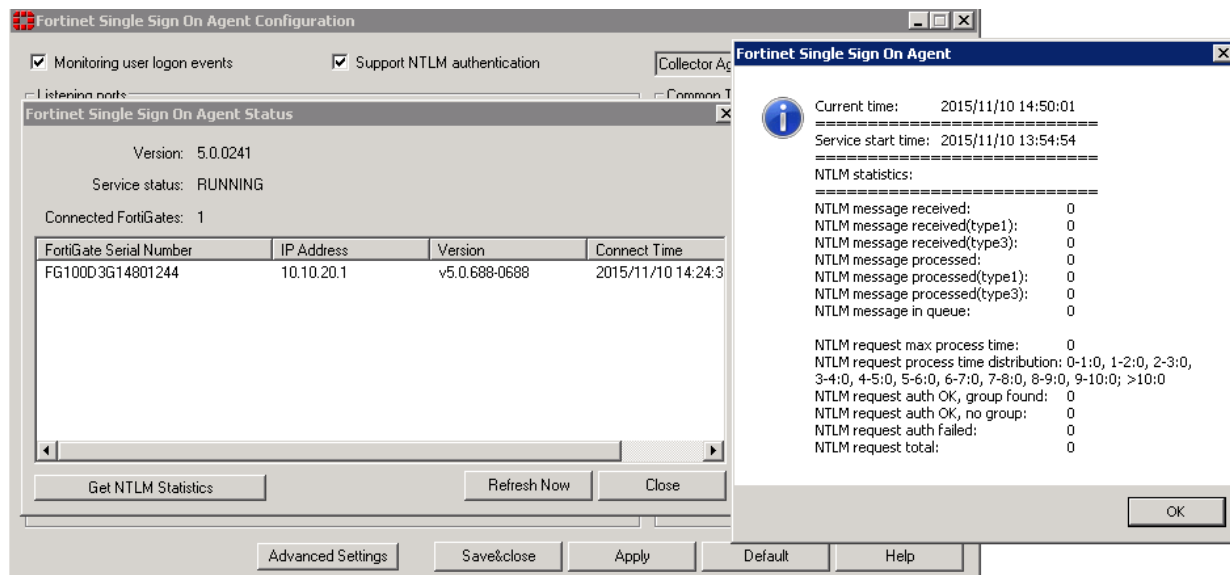 Fortinet Single Sign On Agent Configuration
Monitoring user logon events
Support NTLM authentication
Collector Ag
Listening ports
Common T
Fortinet Single Sign On Agent Status
Version: 5.0.0241
Service status: RUNNING
Connected FortiGates: 1
FortiGate Serial Number IP Address Version Connect Time
FG100D3G14801244 10.10.20.1 v5.0.688-0688 2015/11/10 14:24:3
Get NTLM Statistics
Refresh Now
Close
Advanced Settings
Save&close
Apply
Default
Help
Fortinet Single Sign On Agent
Current time: 2015/11/10 14:50:01
=============================
Service start time: 2015/11/10 13:54:54
=============================
NTLM statistics:
=============================
NTLM message received: 0
NTLM message received(type1): 0
NTLM message received(type3): 0
NTLM message processed: 0
NTLM message processed(type1): 0
NTLM message processed(type3): 0
NTLM message in queue: 0
NTLM request max process time: 0
NTLM request process time distribution: 0-1:0, 1-2:0, 2-3:0,
3-4:0, 4-5:0, 5-6:0, 6-7:0, 7-8:0, 8-9:0, 9-10:0; >10:0
NTLM request auth OK, group found: 0
NTLM request auth OK, no group: 0
NTLM request auth failed: 0
NTLM request total: 0
OK